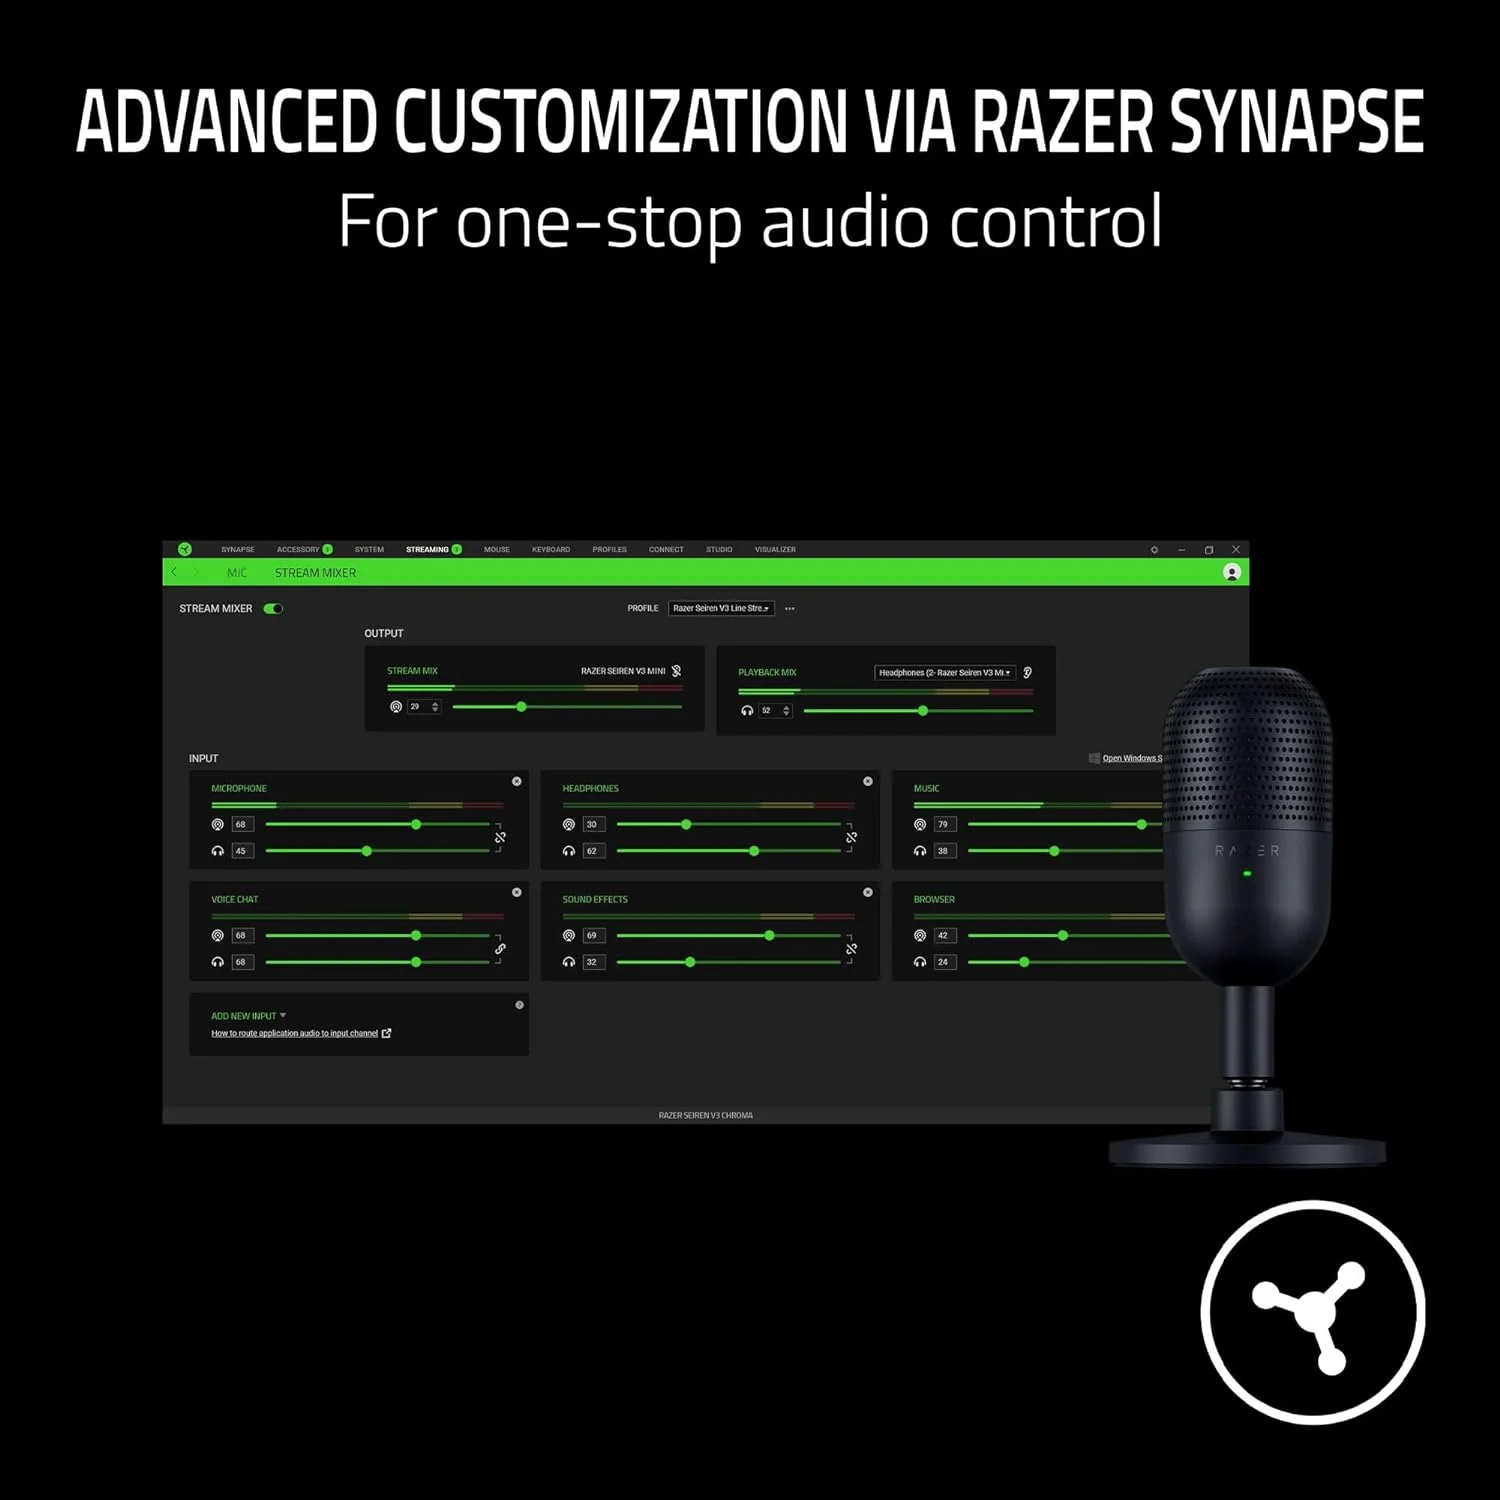 ADVANCED CUSTOMIZATION VIA RAZER SYNAPSE
For one-stop audio control
SYNAPSE ACCESSORY SYSTEM STREAMING MOUSE KEYBOARD PROFILES CONNECT STUDIO VISUALIZER
MIC STREAM MIXER
STREAM MIXER PROFILE Razer Seiren V3 Line Stre..
OUTPUT
STREAM MIX RAZER SEIREN V3 MINI
29
PLAYBACK MIX Headphones (2- Razer Seiren V3 Mi..
52
INPUT Open Windows S
MICROPHONE
68
45
HEADPHONES
30
62
MUSIC
79
38
VOICE CHAT
68
68
SOUND EFFECTS
69
32
BROWSER
42
24
ADD NEW INPUT
How to route application audio to input channel
RAZER SEIREN V3 CHROMA
RAZER